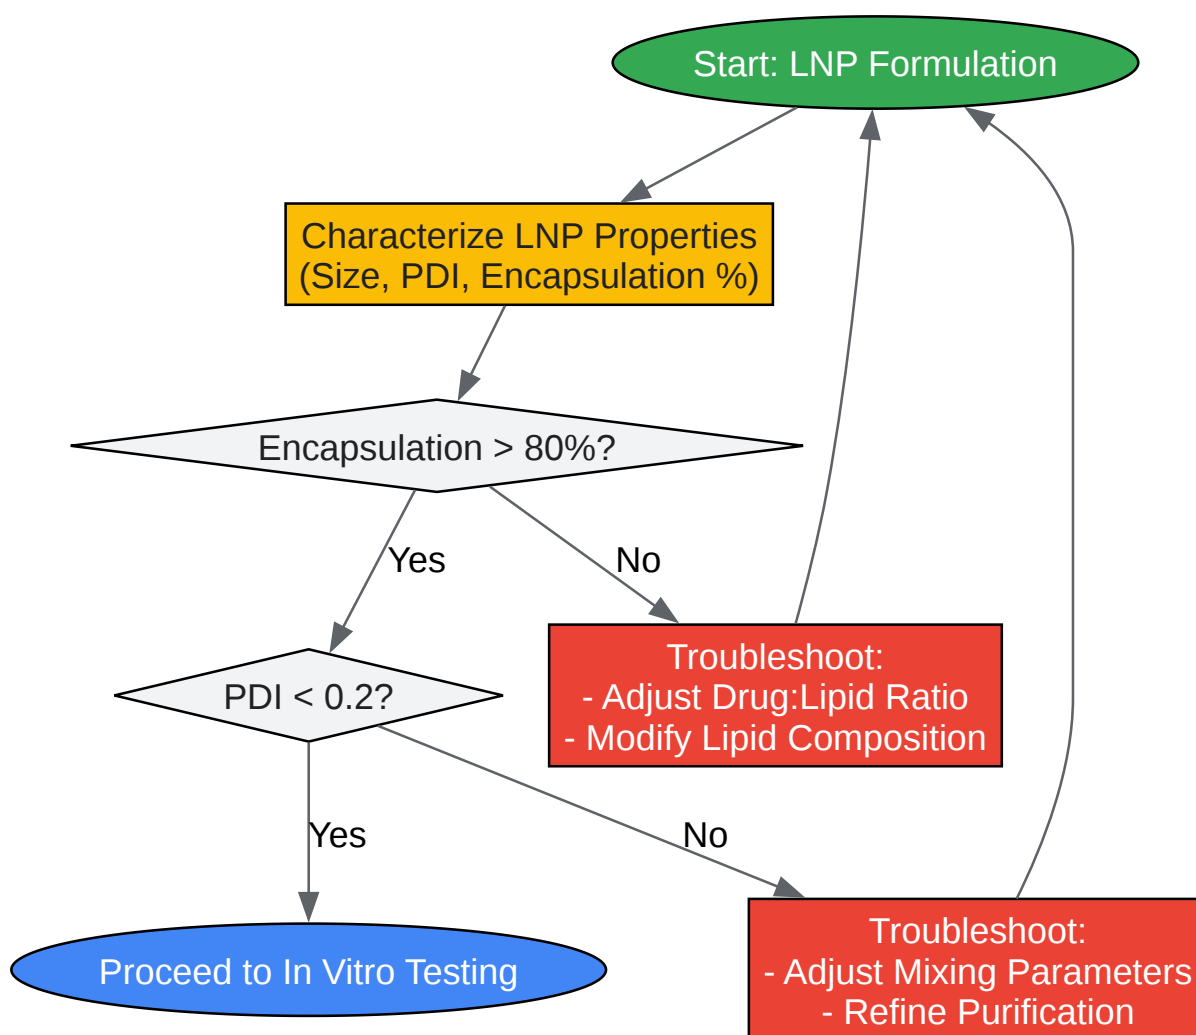 Start: LNP Formulation
Characterize LNP Properties
(Size, PDI, Encapsulation %)
Encapsulation > 80%?
Yes
No
Troubleshoot:
- Adjust Drug:Lipid Ratio
- Modify Lipid Composition
PDI < 0.2?
Yes
No
Proceed to In Vitro Testing
Troubleshoot:
- Adjust Mixing Parameters
- Refine Purification